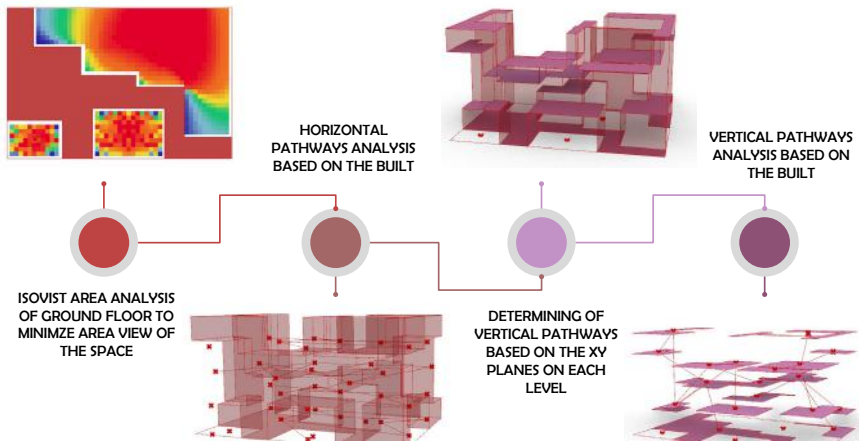 HORIZONTAL
PATHWAYS ANALYSIS
BASED ON THE BUILT
VERTICAL PATHWAYS
ANALYSIS BASED ON
THE BUILT
ISOVIST AREA ANALYSIS
OF GROUND FLOOR TO
MINIMZE AREA VIEW OF
THE SPACE
DETERMINING OF
VERTICAL PATHWAYS
BASED ON THE XY
PLANES ON EACH
LEVEL